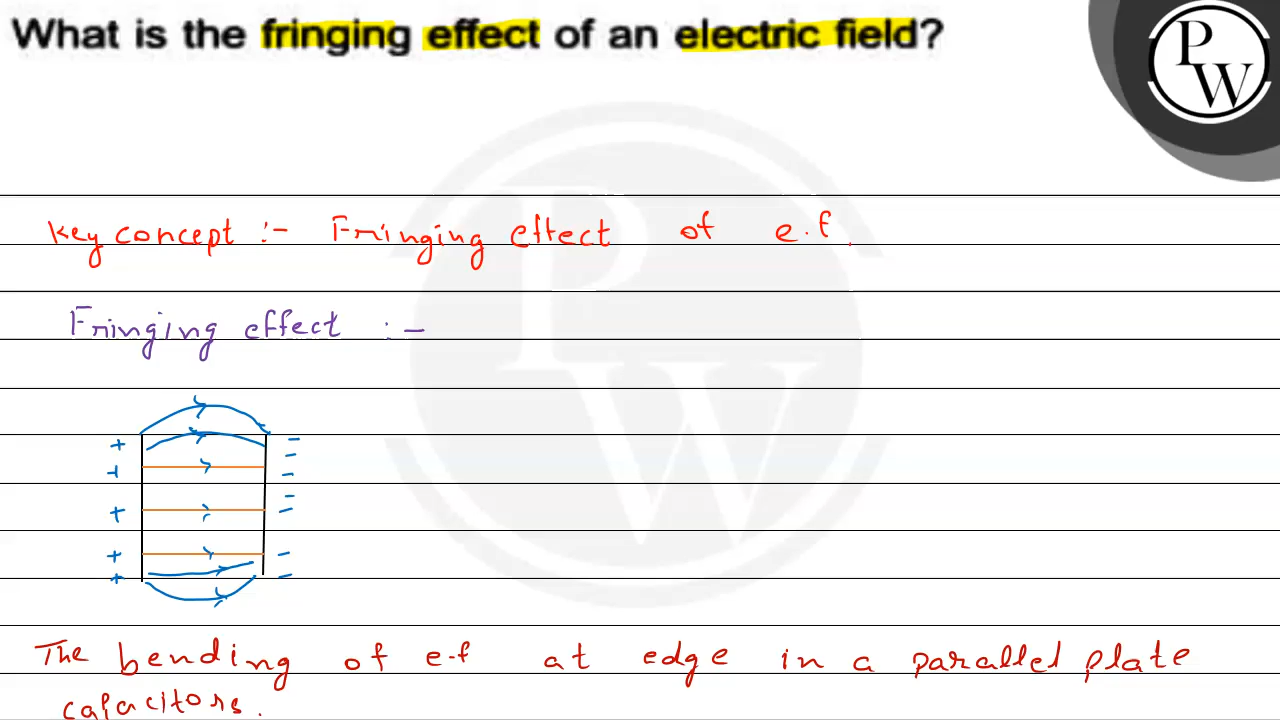 What is the fringing effect of an electric field?
P
W
key concept :- Fringing effect of e.f.
Fringing effect :-
+ -
-
+ -
-
+ -
+ -
+ -
The bending of e.f at edge in a parallel plate
capacitors.